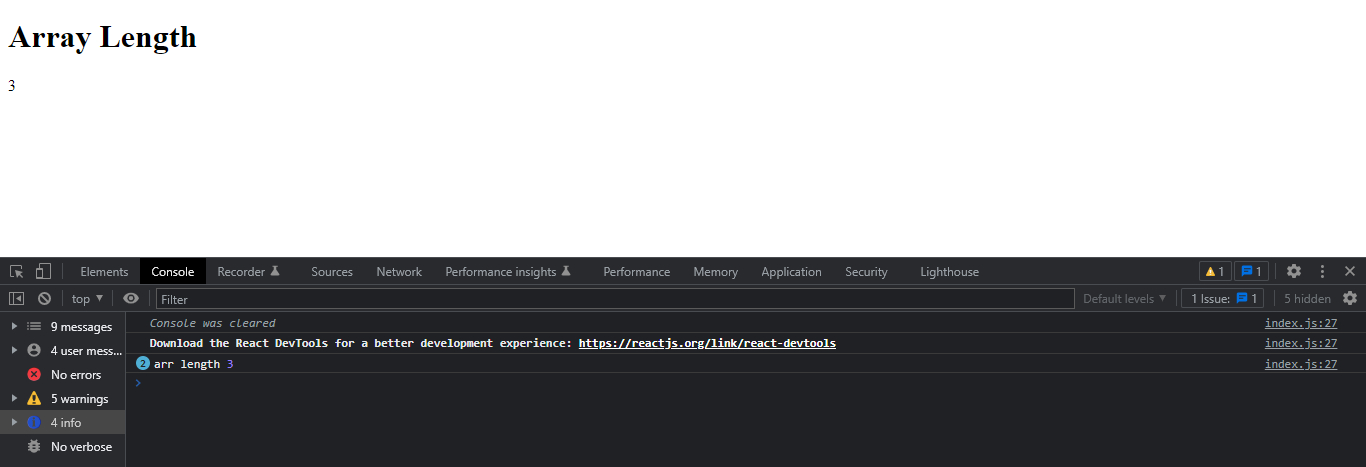 Array Length
3
Elements Console Recorder Sources Network Performance insights Performance Memory Application Security Lighthouse 1 1
top Filter Default levels 1 Issue: 1 5 hidden
9 messages
4 user mess...
No errors
5 warnings
4 info
No verbose
Console was cleared index.js:27
Download the React DevTools for a better development experience: https://reactjs.org/link/react-devtools index.js:27
2 arr length 3 index.js:27